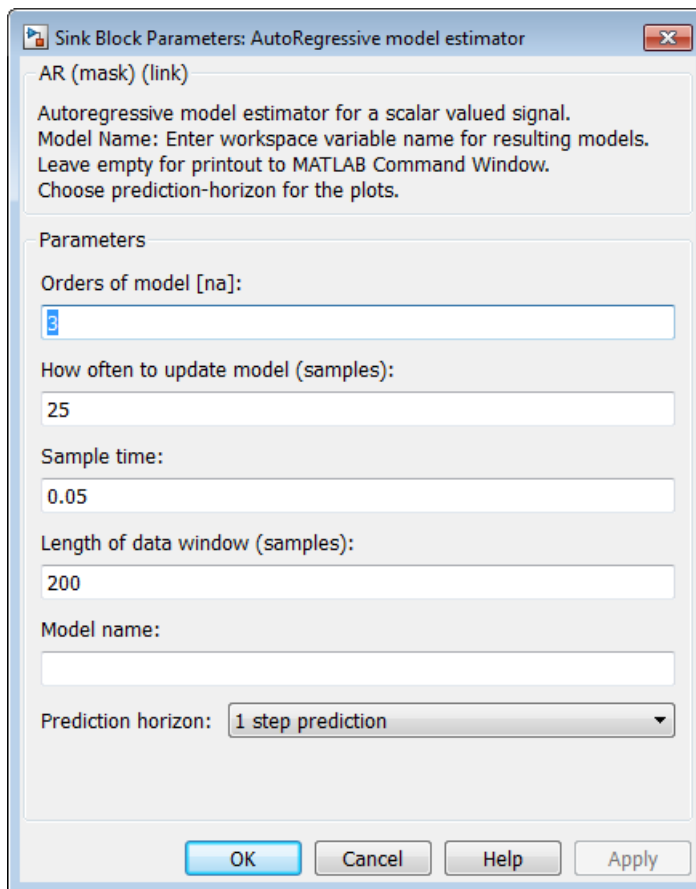 Sink Block Parameters: AutoRegressive model estimator
AR (mask) (link)
Autoregressive model estimator for a scalar valued signal.
Model Name: Enter workspace variable name for resulting models.
Leave empty for printout to MATLAB Command Window.
Choose prediction-horizon for the plots.
Parameters
Orders of model [na]:
3
How often to update model (samples):
25
Sample time:
0.05
Length of data window (samples):
200
Model name:
Prediction horizon: 1 step prediction
OK Cancel Help Apply